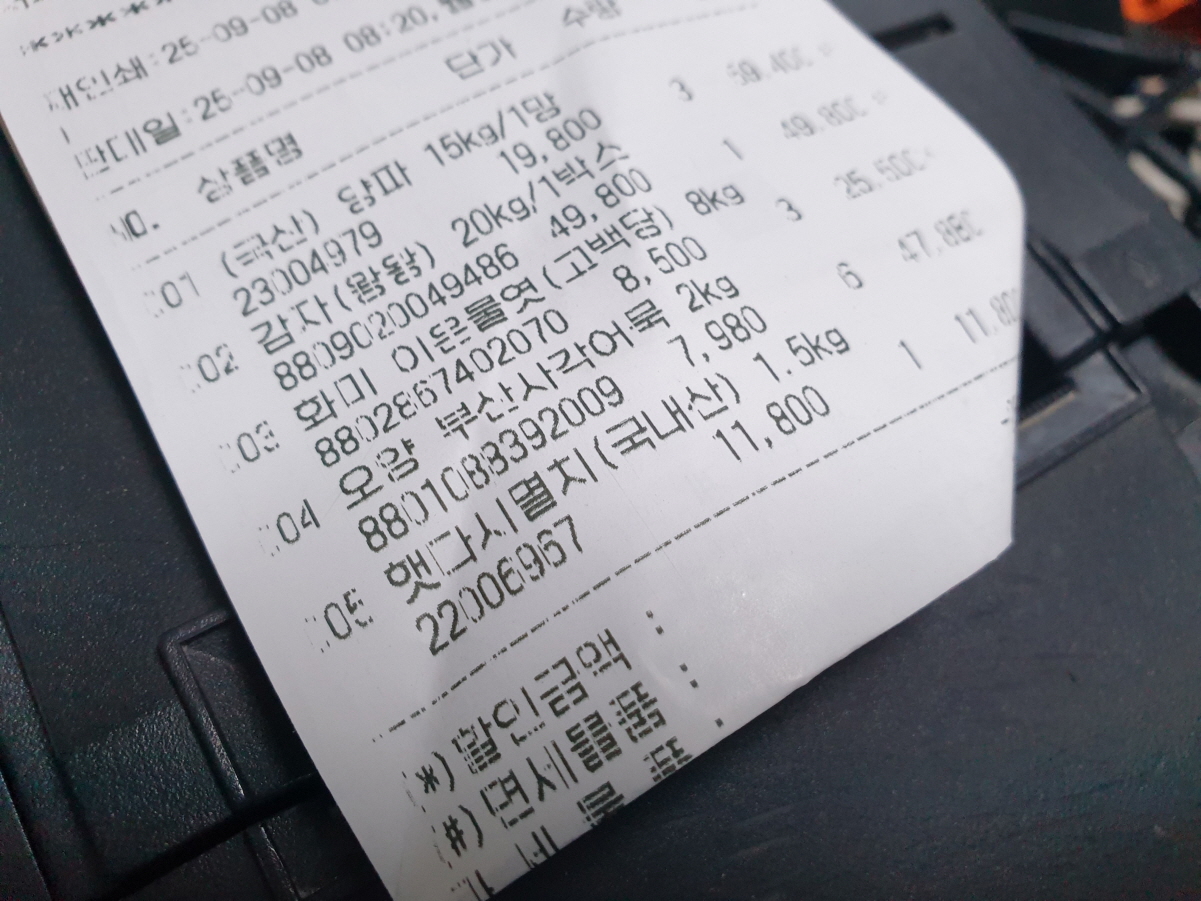 재인쇄:25-09-08
판매일:25-09-08 08:20,
NO. 상품명 단가 수량
01 (국산) 양파 15kg/1망
23004979 19,800 3 59,400
02 감자(왕왕) 20kg/1박스
8809020049486 49,800 1 49,800
03 화미 이온물엿(고백당) 8kg
8802867402070 8,500 3 25,500
04 오양 부산사각어묵 2kg
8801088392009 7,980 6 47,880
05 햇다시멸치(국내산) 1.5kg
22006967 11,800 1 11,800
*)할인금액 :
(#)면세물품 :